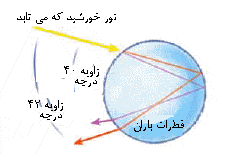 نور خورشید که می تابد
زاویه ۴۰
درجه
زاویه ۴۲
درجه
قطرات باران